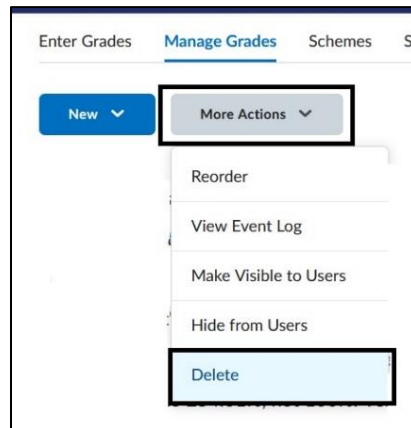 Enter Grades Manage Grades Schemes S
New More Actions
Reorder
View Event Log
Make Visible to Users
Hide from Users
Delete